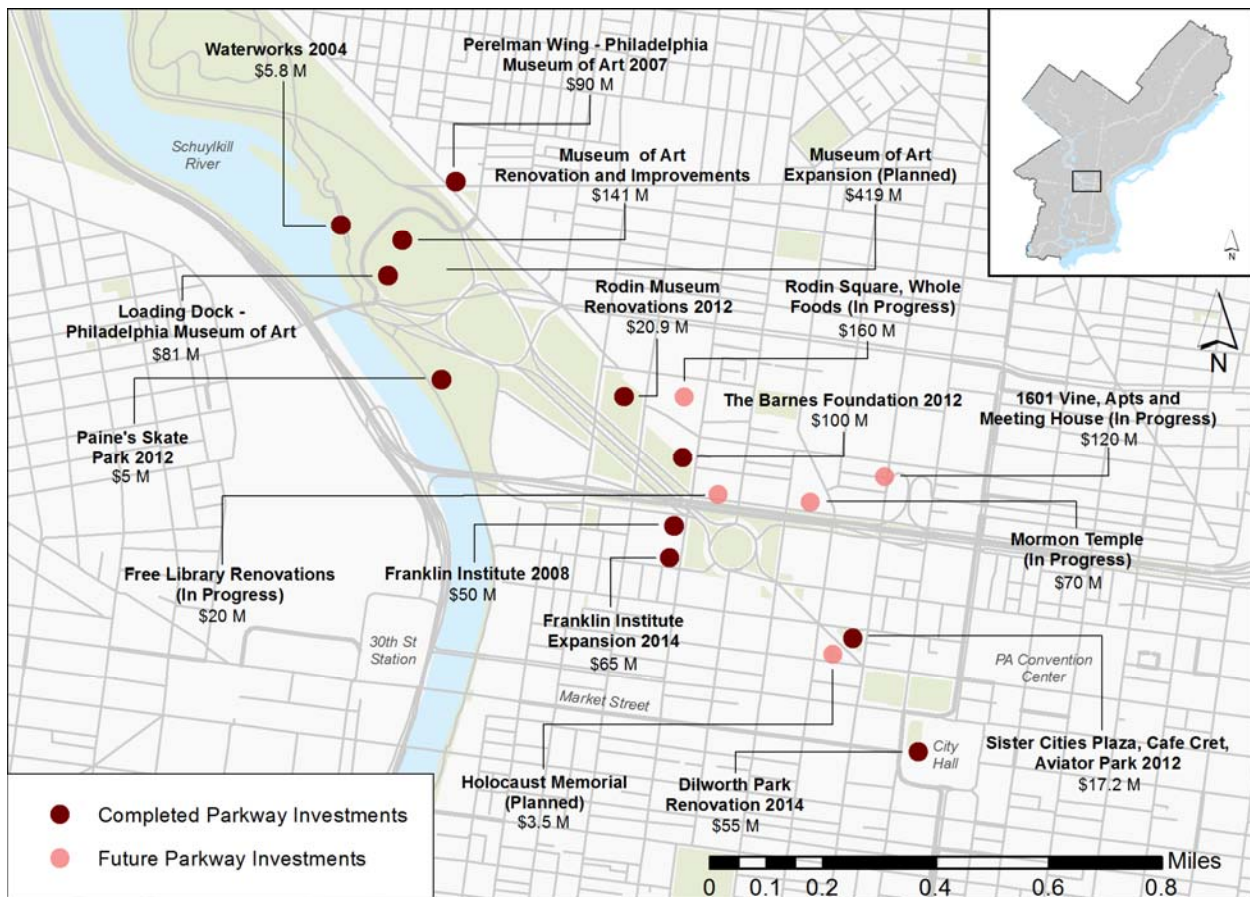 Waterworks 2004
$5.8 M
Perelman Wing - Philadelphia
Museum of Art 2007
$90 M
Schuylkill
River
Museum of Art
Renovation and Improvements
$141 M
Museum of Art
Expansion (Planned)
$419 M
N
Loading Dock -
Philadelphia Museum of Art
$81 M
Rodin Museum
Renovations 2012
$20.9 M
Rodin Square, Whole
Foods (In Progress)
$160 M
N
Paine's Skate
Park 2012
$5 M
The Barnes Foundation 2012
$100 M
1601 Vine, Apts and
Meeting House (In Progress)
$120 M
Free Library Renovations
(In Progress)
$20 M
Franklin Institute 2008
$50 M
Mormon Temple
(In Progress)
$70 M
Franklin Institute
Expansion 2014
$65 M
30th St
Station
PA Convention
Center
Market Street
City
Hall
Sister Cities Plaza, Cafe Cret,
Aviator Park 2012
$17.2 M
Holocaust Memorial
(Planned)
$3.5 M
Dilworth Park
Renovation 2014
$55 M
Completed Parkway Investments
Future Parkway Investments
Miles
0 0.1 0.2 0.4 0.6 0.8